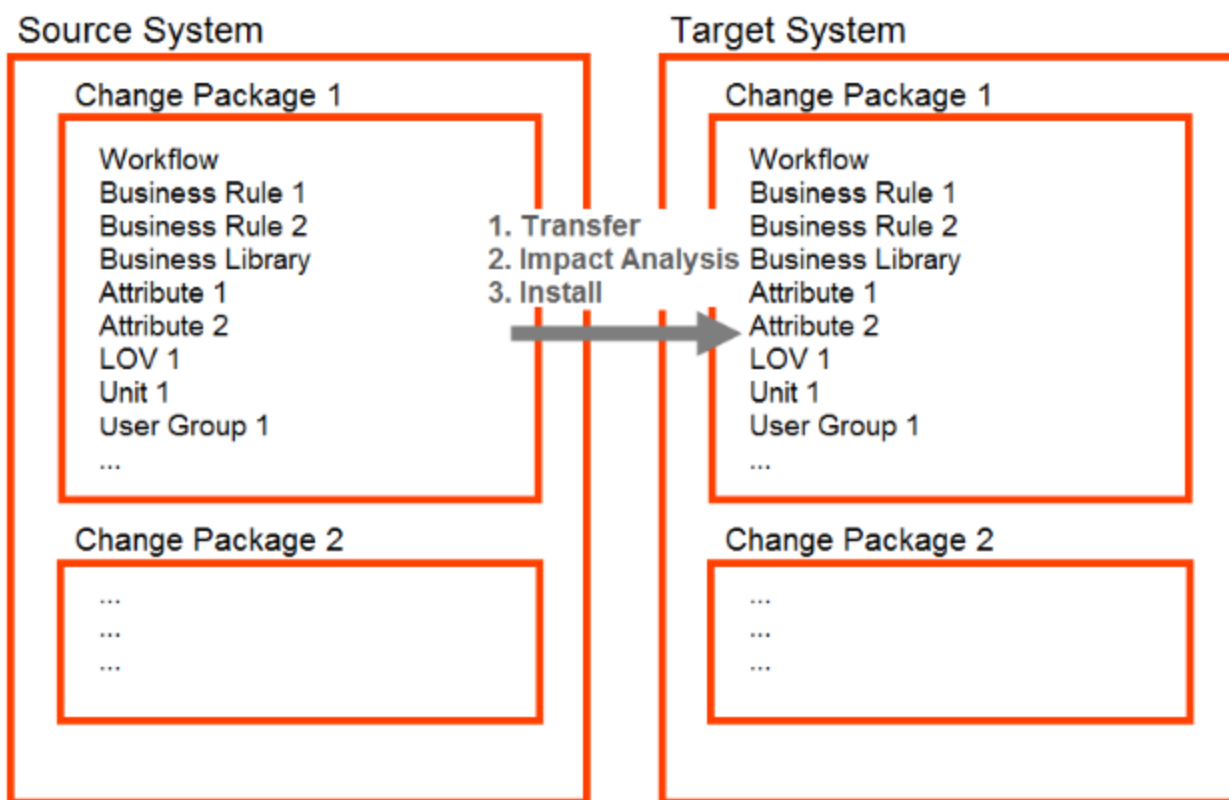 Source System
Change Package 1
Workflow
Business Rule 1
Business Rule 2
Business Library
Attribute 1
Attribute 2
LOV 1
Unit 1
User Group 1
...
Change Package 2
...
...
...
1. Transfer
2. Impact Analysis
3. Install
Target System
Change Package 1
Workflow
Business Rule 1
Business Rule 2
Business Library
Attribute 1
Attribute 2
LOV 1
Unit 1
User Group 1
...
Change Package 2
...
...
...